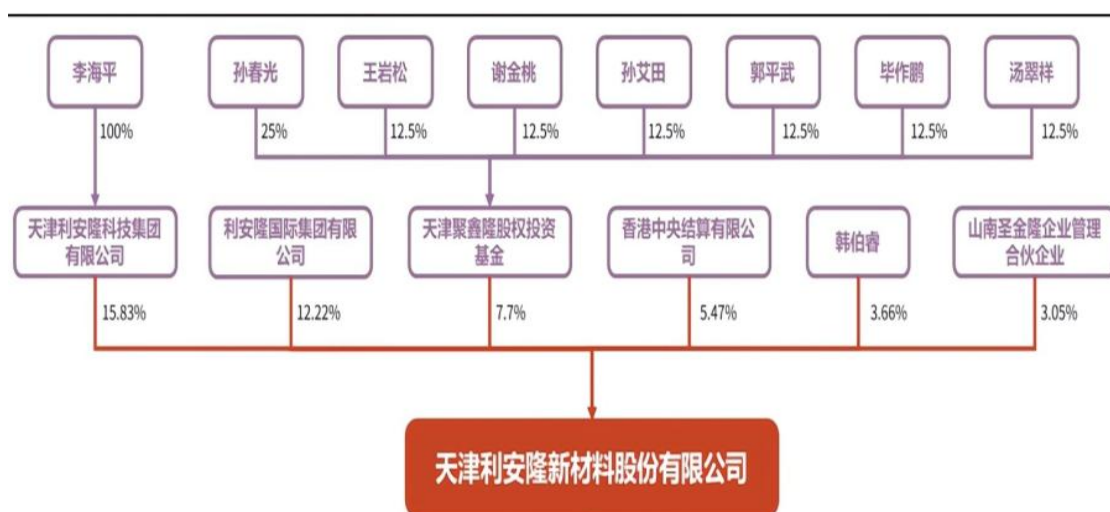 李海平
孙春光
王岩松
谢金桃
孙艾田
郭平武
毕作鹏
汤翠祥
100%
25%
12.5%
12.5%
12.5%
12.5%
12.5%
12.5%
天津利安隆科技集团
有限公司
利安隆国际集团有限
公司
天津聚鑫隆股权投资
基金
香港中央结算有限公
司
韩伯睿
山南圣金隆企业管理
合伙企业
15.83%
12.22%
7.7%
5.47%
3.66%
3.05%
天津利安隆新材料股份有限公司